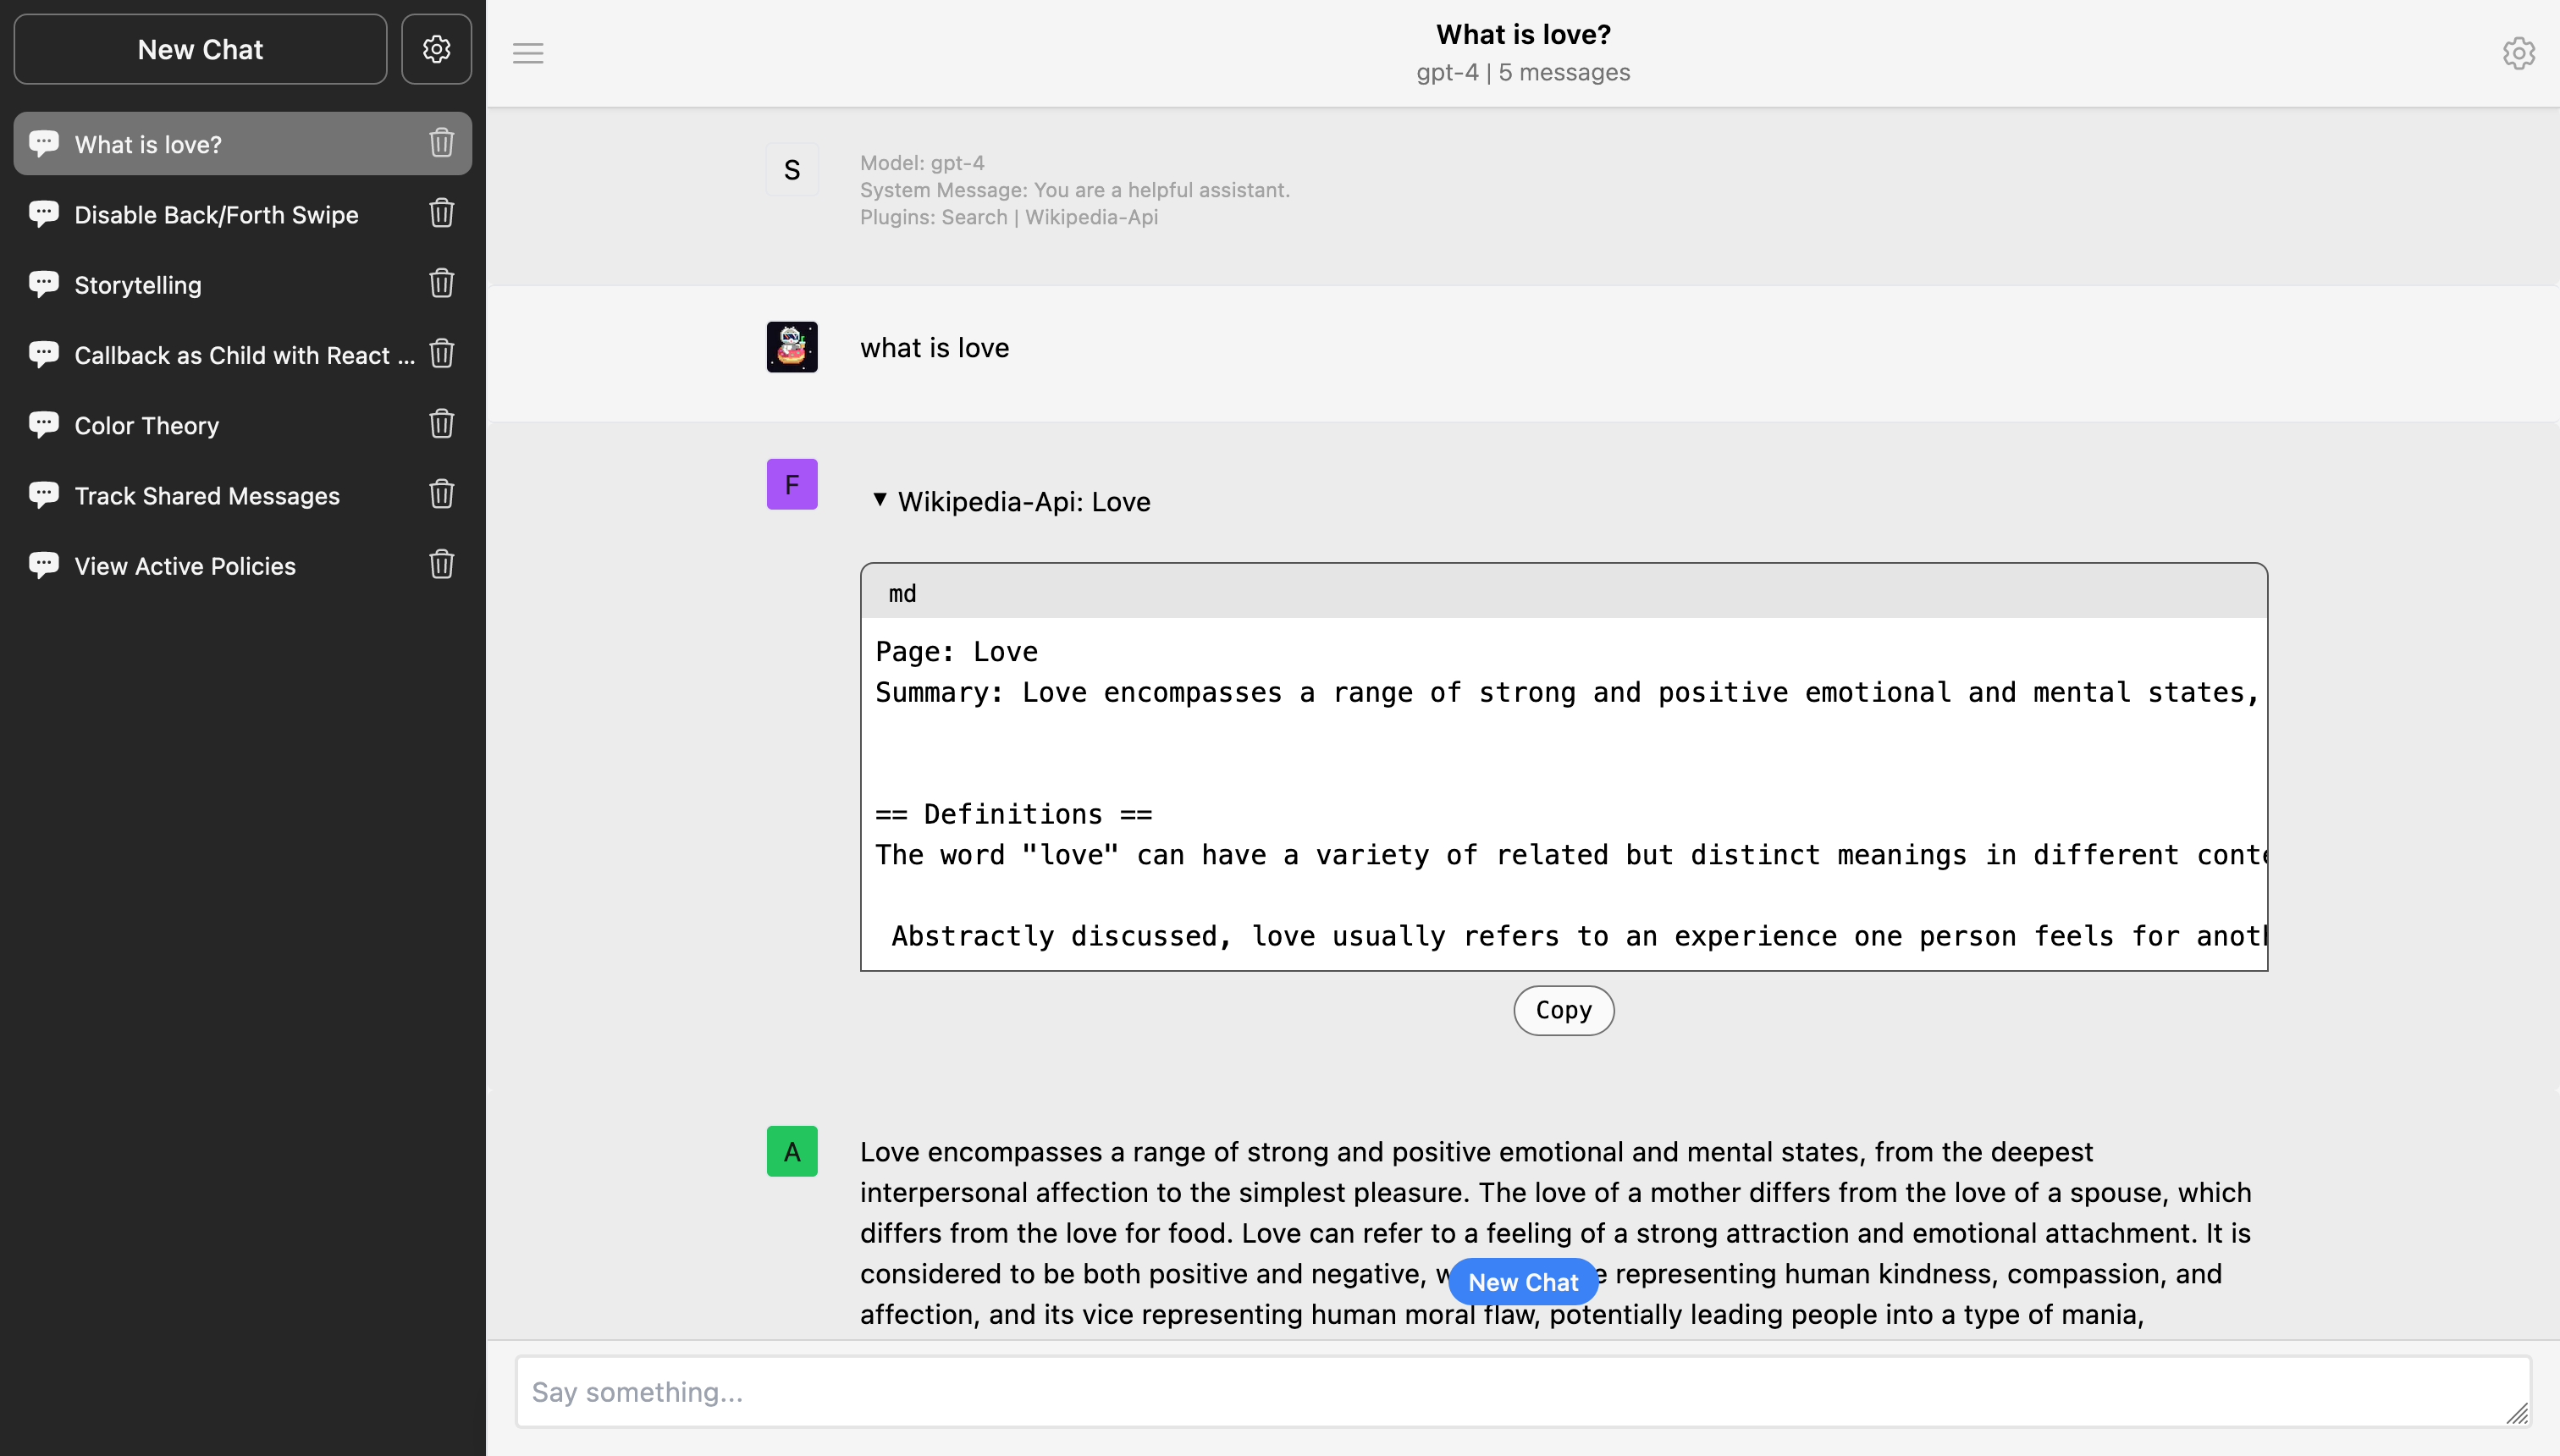 New Chat
What is love?
Disable Back/Forth Swipe
Storytelling
Callback as Child with React ...
Color Theory
Track Shared Messages
View Active Policies
What is love?
gpt-4 | 5 messages
S
Model: gpt-4
System Message: You are a helpful assistant.
Plugins: Search | Wikipedia-Api
what is love
F
▼ Wikipedia-Api: Love
md
Page: Love
Summary: Love encompasses a range of strong and positive emotional and mental states,
== Definitions ==
The word "love" can have a variety of related but distinct meanings in different conte
Abstractly discussed, love usually refers to an experience one person feels for anoth
Copy
A
Love encompasses a range of strong and positive emotional and mental states, from the deepest
interpersonal affection to the simplest pleasure. The love of a mother differs from the love of a spouse, which
differs from the love for food. Love can refer to a feeling of a strong attraction and emotional attachment. It is
considered to be both positive and negative, w
New Chat
e representing human kindness, compassion, and
affection, and its vice representing human moral flaw, potentially leading people into a type of mania,
Say something...